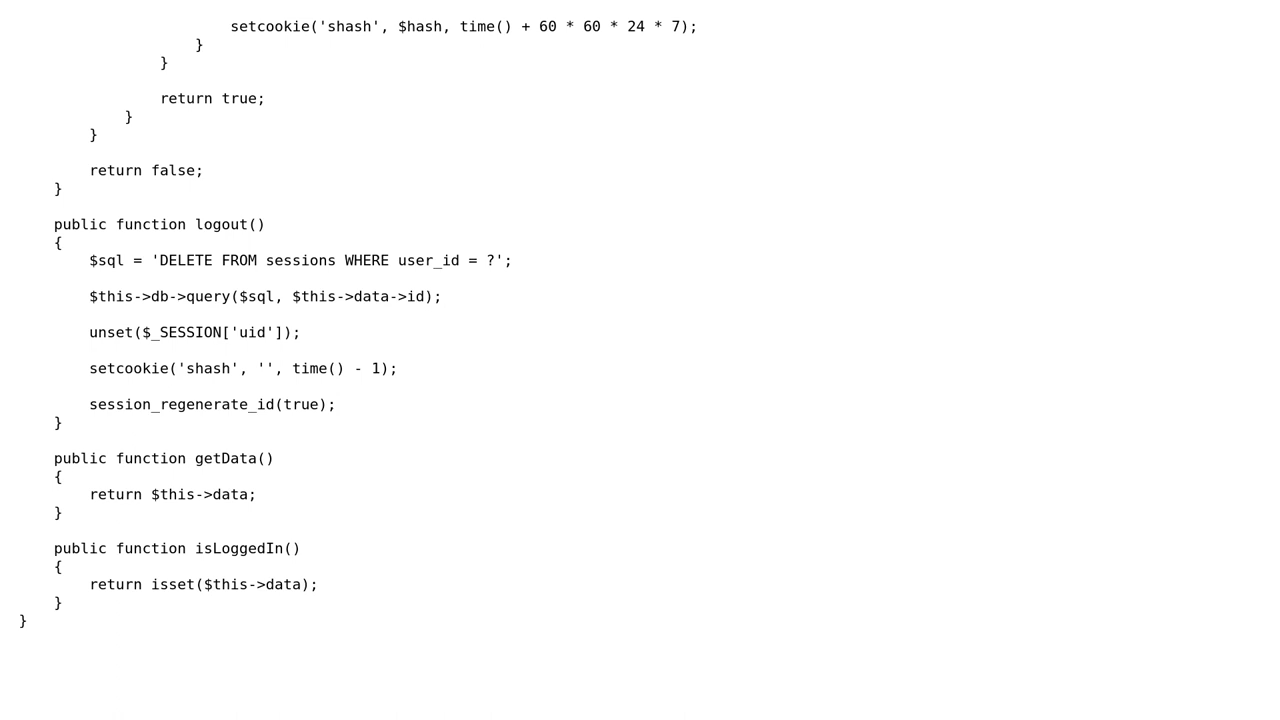 setcookie('shash', $hash, time() + 60 * 60 * 24 * 7);
}
}
return true;
}
}
return false;
}
public function logout()
{
$sql = 'DELETE FROM sessions WHERE user_id = ?';
$this->db->query($sql, $this->data->id);
unset($_SESSION['uid']);
setcookie('shash', '', time() - 1);
session_regenerate_id(true);
}
public function getData()
{
return $this->data;
}
public function isLoggedIn()
{
return isset($this->data);
}
}